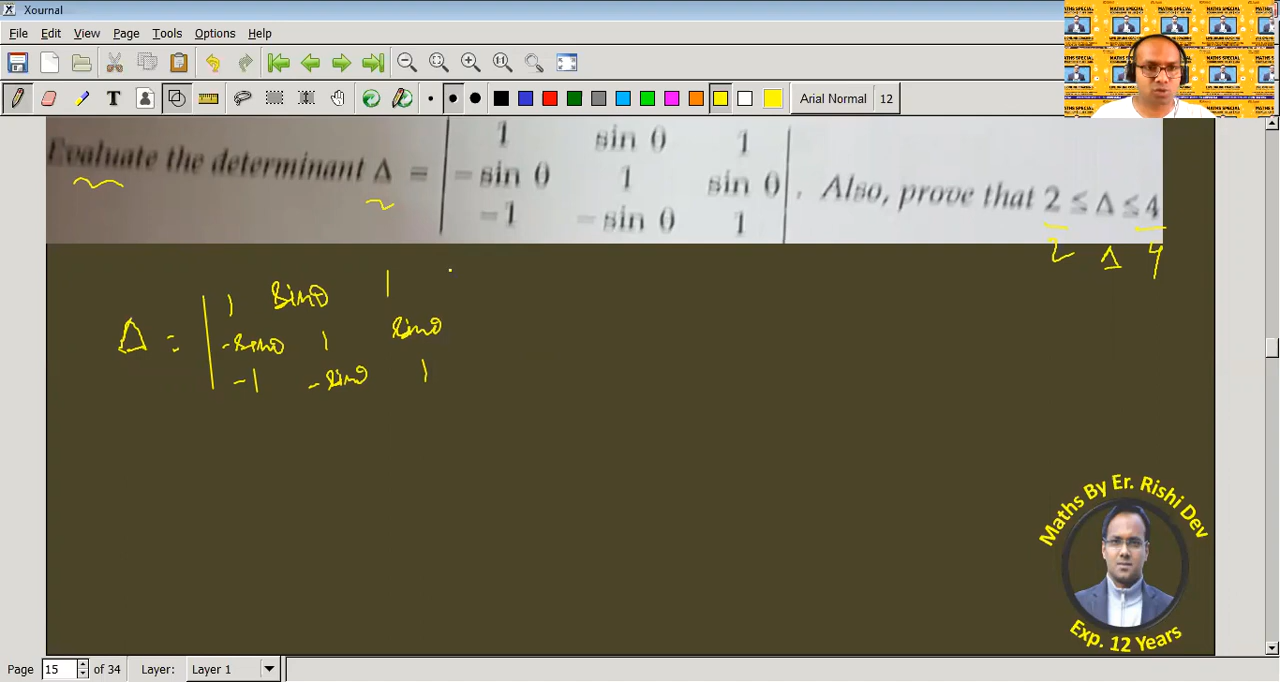 Xournal
File Edit View Page Tools Options Help
Arial Normal 12
Evaluate the determinant Δ = | 1 sin θ 1 |
| −sin θ 1 sin θ | . Also, prove that 2 ≤ Δ ≤ 4
| −1 −sin θ 1 |
2 Δ 4
Δ = | 1 sinθ 1
-sinθ 1 sinθ
-1 -sinθ 1
Maths By Er. Rishi Dev
Exp. 12 Years
Page 15 of 34 Layer: Layer 1